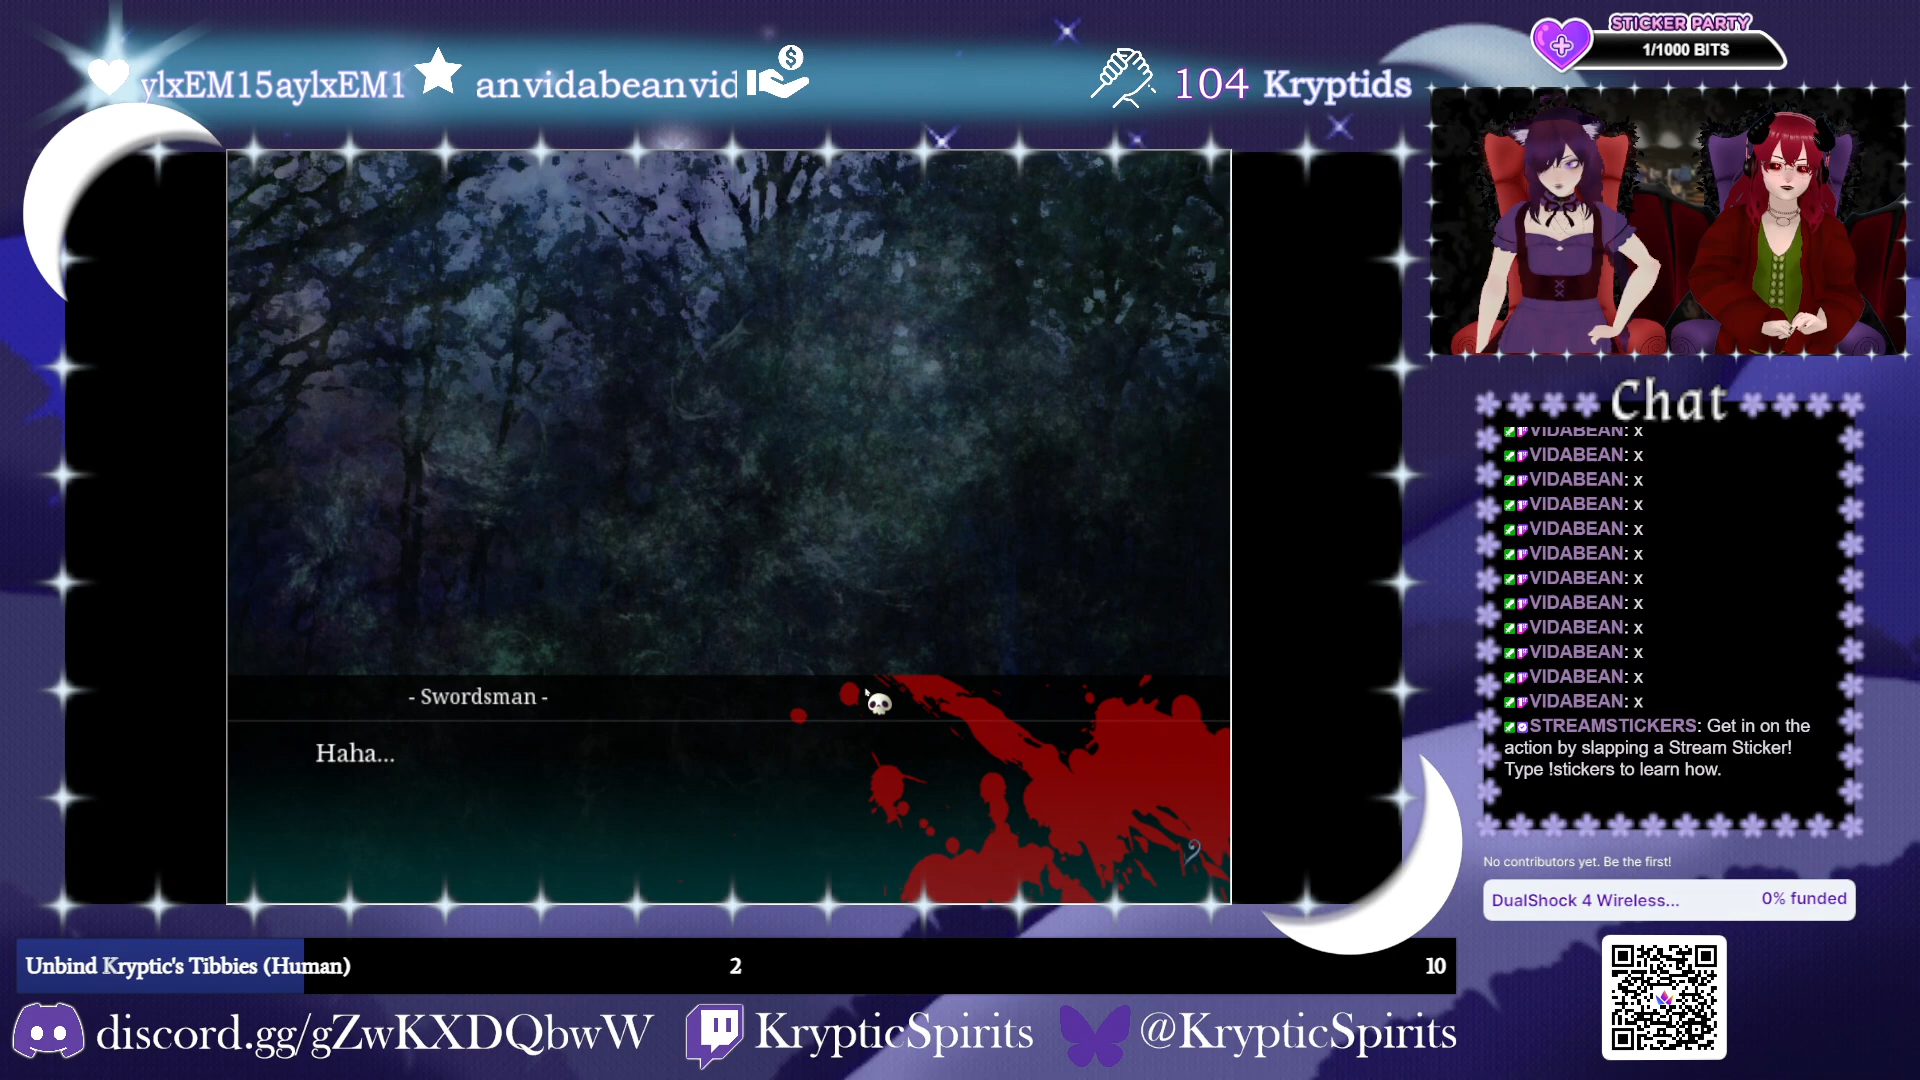 STICKER PARTY
1/1000 BITS
ylxEM15aylxEM1
anvidabeanvid
104 Kryptids
Chat
VIDABEAN: x
VIDABEAN: x
VIDABEAN: x
VIDABEAN: x
VIDABEAN: x
VIDABEAN: x
VIDABEAN: x
VIDABEAN: x
VIDABEAN: x
VIDABEAN: x
VIDABEAN: x
VIDABEAN: x
STREAMSTICKERS: Get in on the
action by slapping a Stream Sticker!
Type !stickers to learn how.
- Swordsman -
Haha...
No contributors yet. Be the first!
DualShock 4 Wireless... 0% funded
Unbind Kryptic's Tibbies (Human) 2 10
discord.gg/gZwKXDQbwW KrypticSpirits @KrypticSpirits